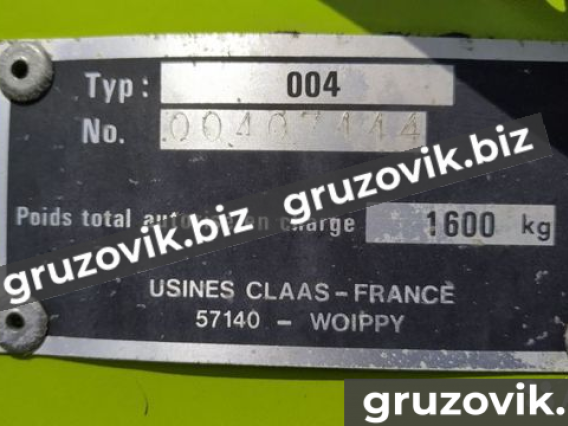 Typ: 004
No. 00407444
Poids total en charge 1600 kg
USINES CLAAS-FRANCE
57140 - WOIPPY
gruzovik.biz
gruzovik.biz
gruzovik.